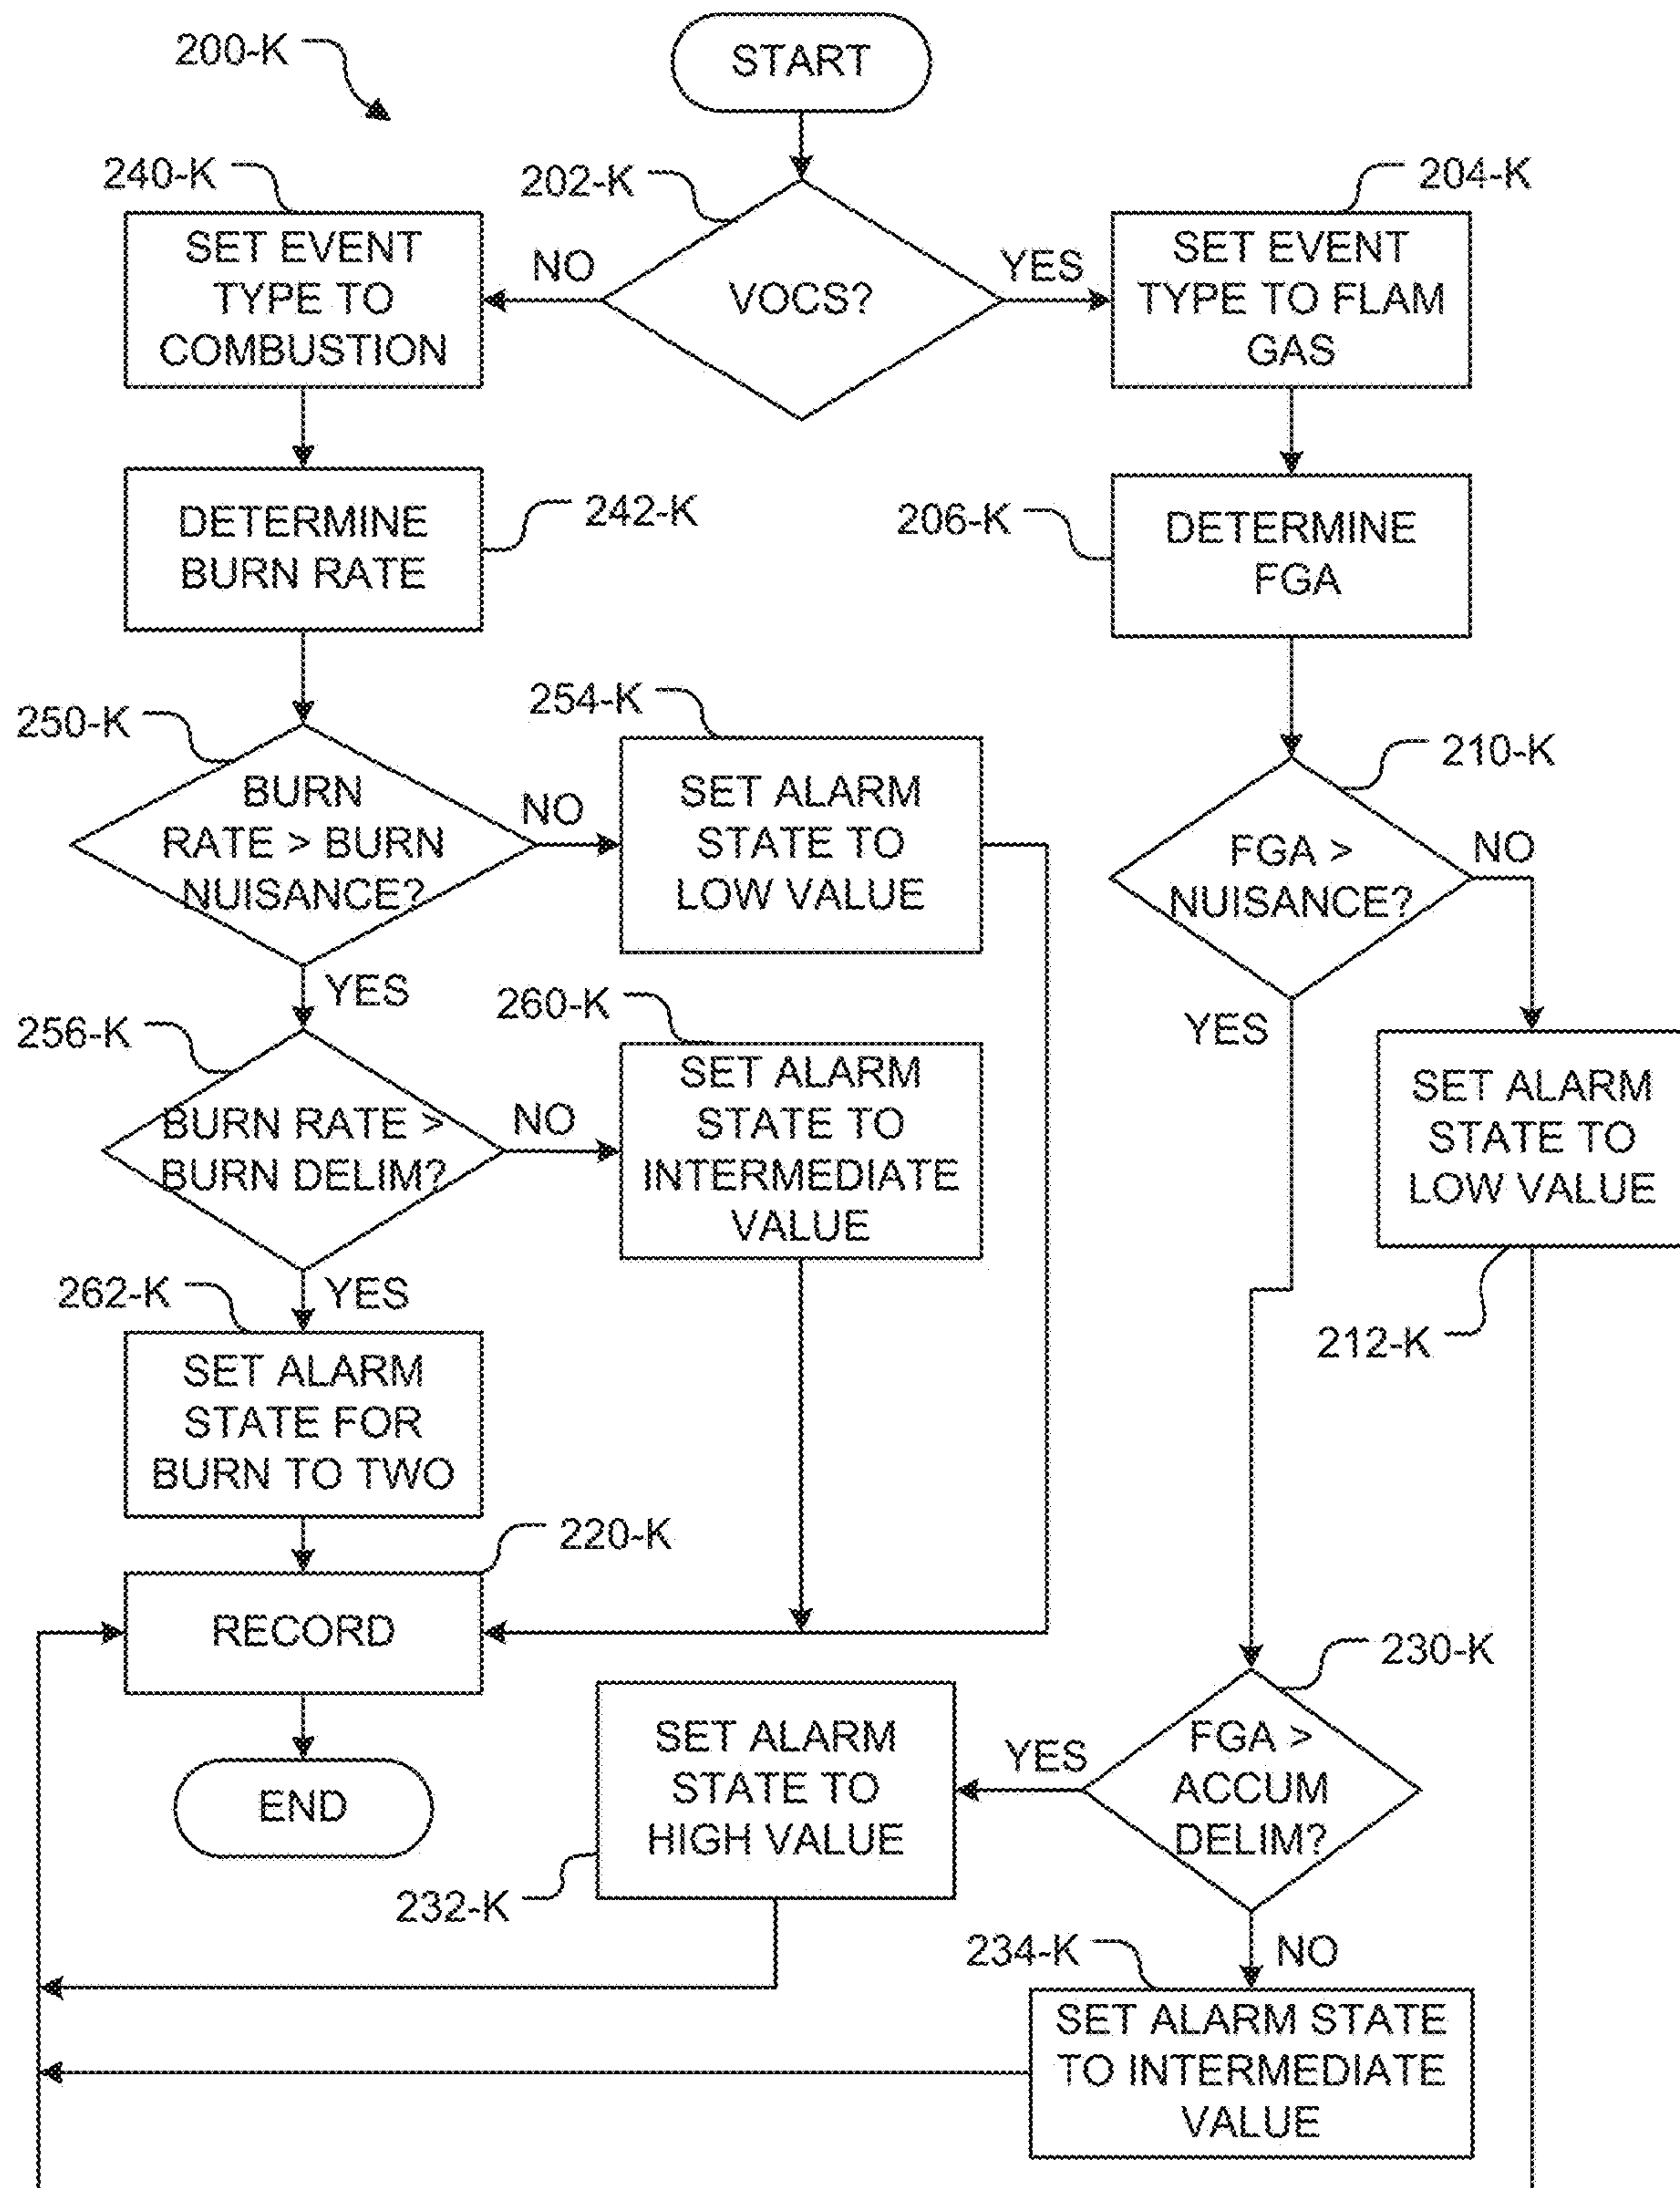 200-K
START
240-K
202-K
204-K
SET EVENT
TYPE TO
COMBUSTION
NO
VOCS?
YES
SET EVENT
TYPE TO FLAM
GAS
DETERMINE
BURN RATE
242-K
206-K
DETERMINE
FGA
250-K
BURN
RATE > BURN
NUISANCE?
NO
254-K
SET ALARM
STATE TO
LOW VALUE
210-K
FGA >
NUISANCE?
NO
YES
YES
256-K
BURN RATE >
BURN DELIM?
NO
260-K
SET ALARM
STATE TO
INTERMEDIATE
VALUE
SET ALARM
STATE TO
LOW VALUE
212-K
262-K
YES
SET ALARM
STATE FOR
BURN TO TWO
220-K
RECORD
END
230-K
FGA >
ACCUM
DELIM?
YES
SET ALARM
STATE TO
HIGH VALUE
232-K
NO
234-K
SET ALARM STATE
TO INTERMEDIATE
VALUE